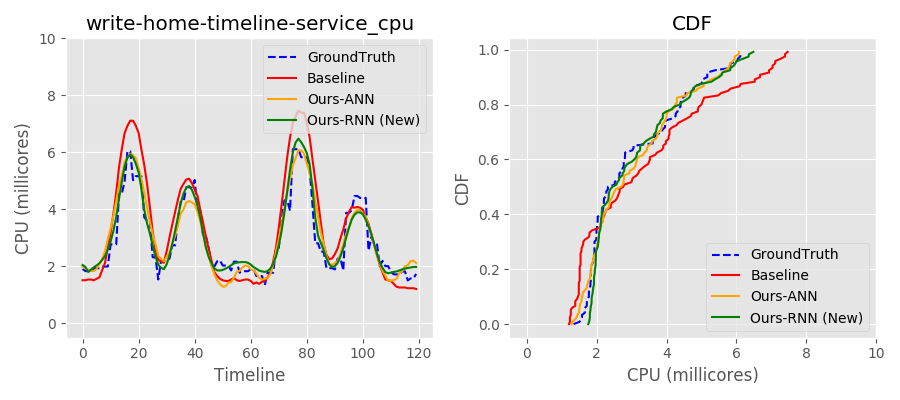 write-home-timeline-service_cpu
CPU (millicores)
10
8
6
4
2
0
GroundTruth
Baseline
Ours-ANN
Ours-RNN (New)
0 20 40 60 80 100 120
Timeline
CDF
CDF
1.0
0.8
0.6
0.4
0.2
0.0
GroundTruth
Baseline
Ours-ANN
Ours-RNN (New)
0 2 4 6 8 10
CPU (millicores)